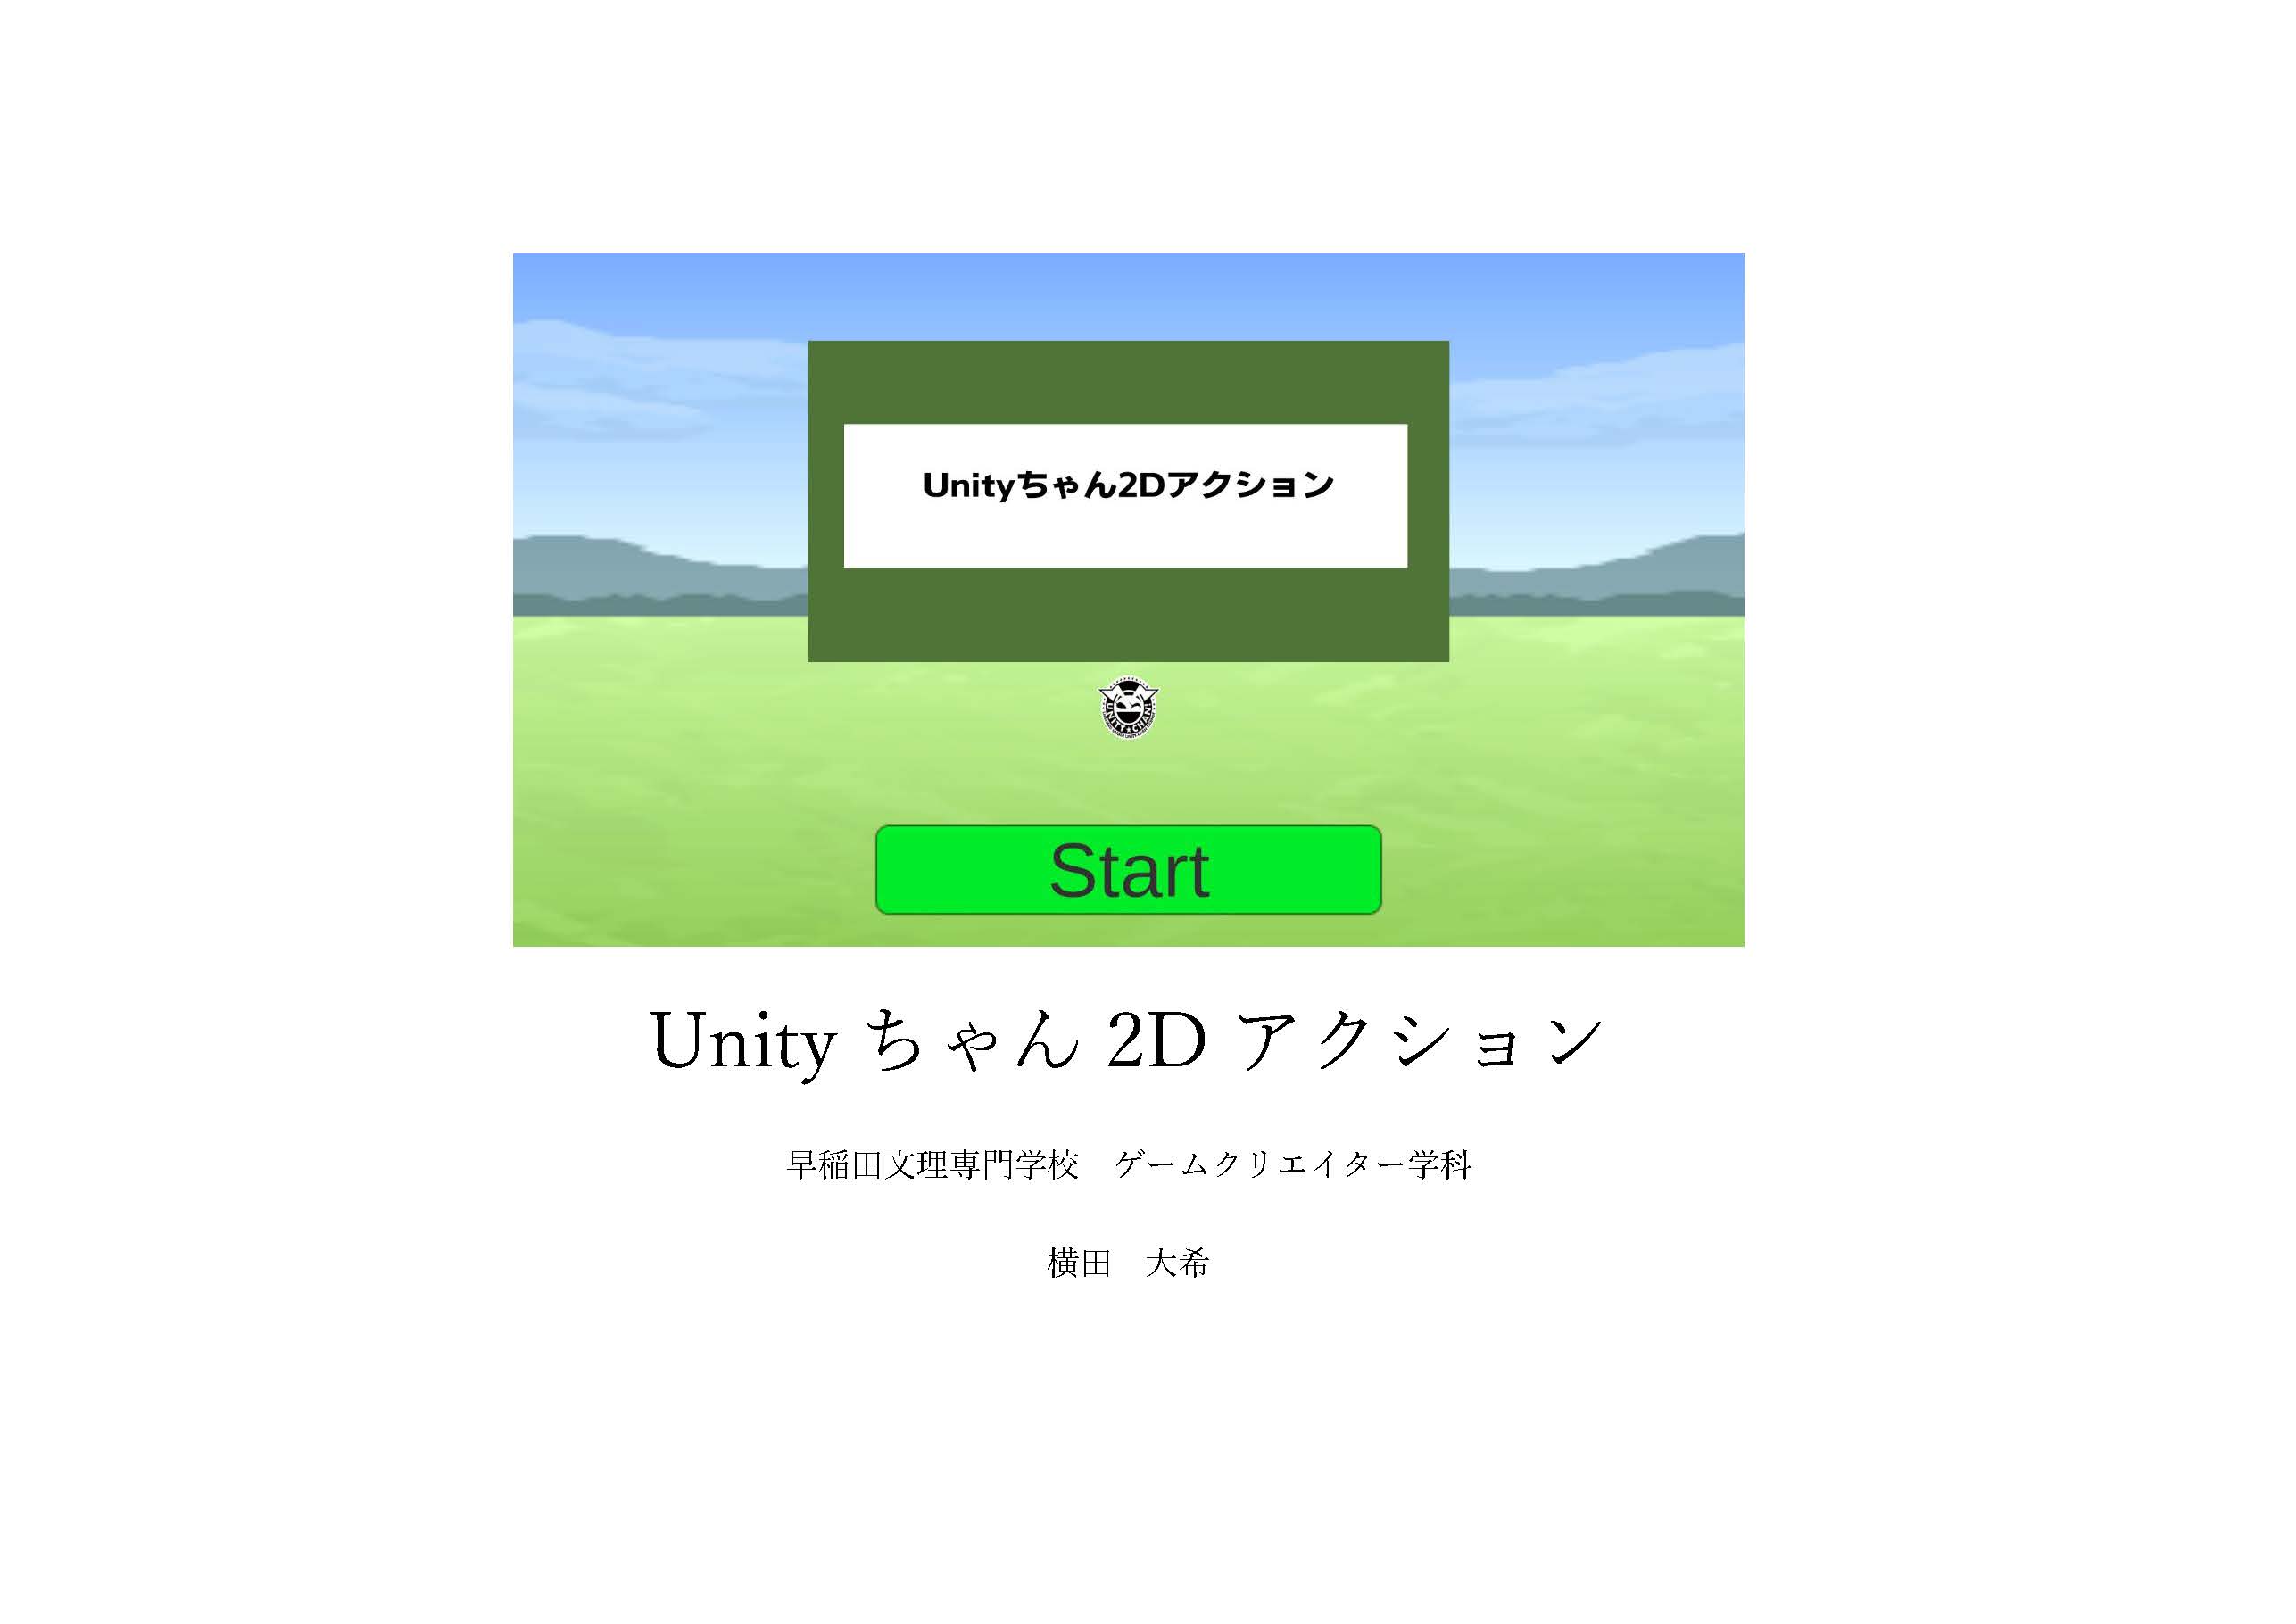 Unityちゃん2Dアクション
UNITY★CHAN!
Start
Unity ちゃん 2D アクション
早稲田文理専門学校　ゲームクリエイター学科
横田　大希